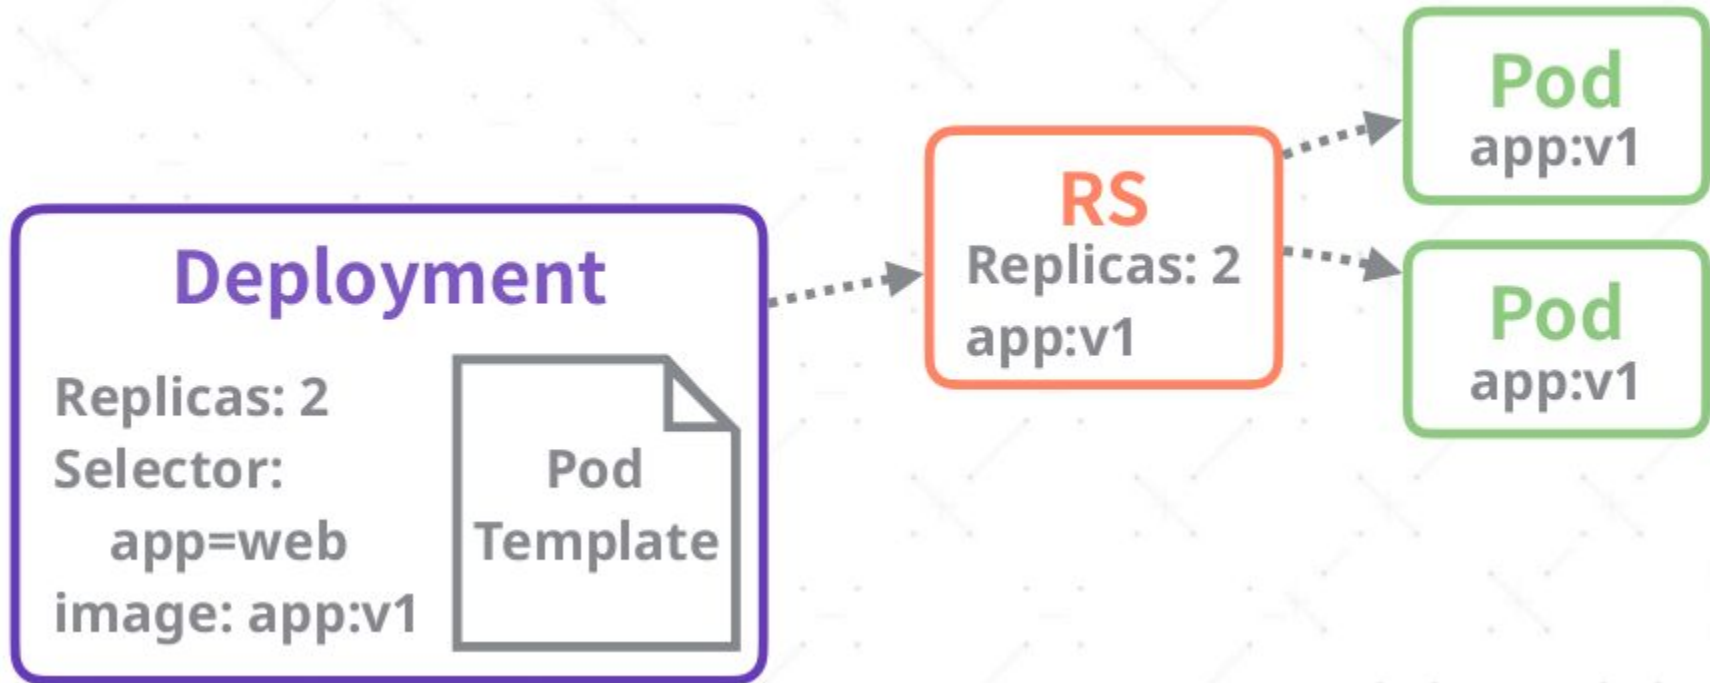 Deployment
Replicas: 2
Selector:
app=web
image: app:v1
Pod
Template
RS
Replicas: 2
app:v1
Pod
app:v1
Pod
app:v1